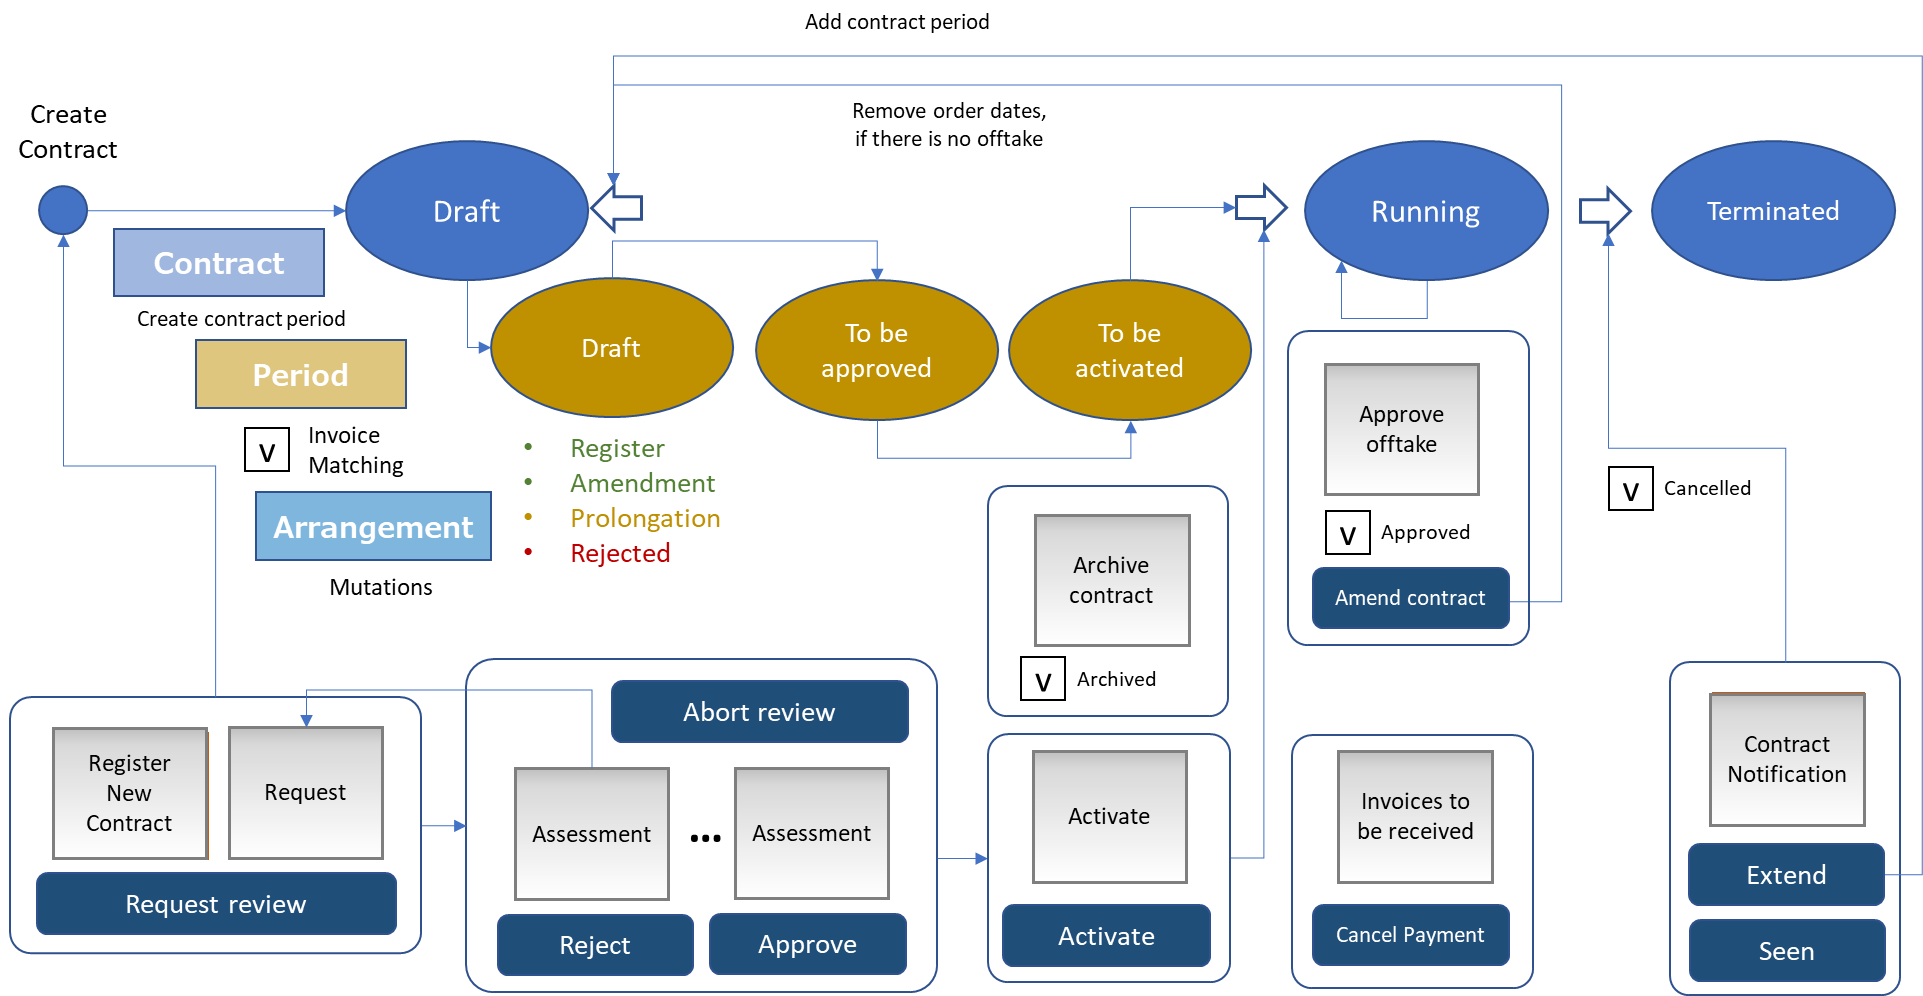 Add contract period
Create
Contract
Remove order dates,
if there is no offtake
Draft
Running
Terminated
Contract
Create contract period
Period
Draft
To be
approved
To be
activated
v
Invoice
Matching
Arrangement
Mutations
• Register
• Amendment
• Prolongation
• Rejected
Approve
offtake
v Approved
Amend contract
v Cancelled
Archive
contract
v Archived
Register
New
Contract
Request
Request review
Abort review
Assessment
...
Assessment
Reject
Approve
Activate
Activate
Invoices to
be received
Cancel Payment
Contract
Notification
Extend
Seen